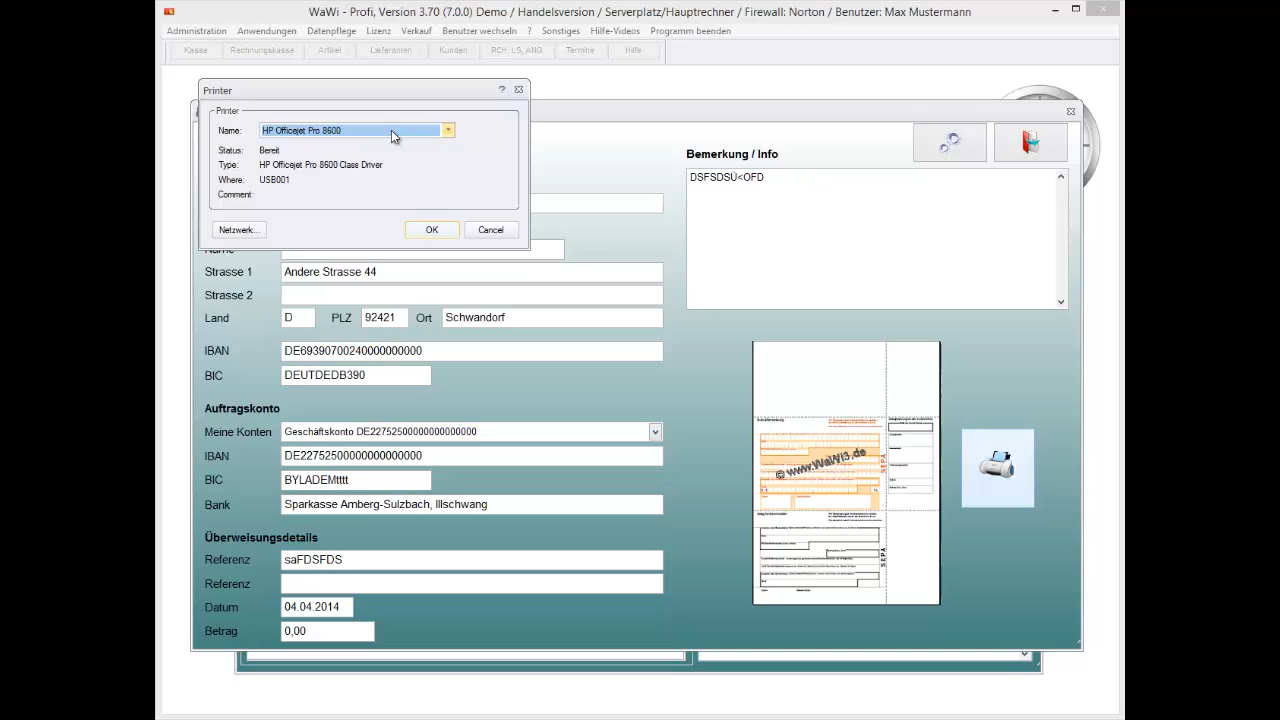 WaWi - Profi, Version 3.70 (7.0.0) Demo / Handelsversion / Serverplatz/Hauptrechner / Firewall: Norton / Benutzer: Max Mustermann
Administration Anwendungen Datenpflege Lizenz Verkauf Benutzer wechseln ? Sonstiges Hilfe-Videos Programm beenden
Kasse Rechnungskasse Artikel Lieferanten Kunden RCH, LS, ANG Termine Hilfe
Printer ?
Printer
Name: HP Officejet Pro 8600
Status: Bereit
Type: HP Officejet Pro 8600 Class Driver
Where: USB001
Comment:
Netzwerk... OK Cancel
Bemerkung / Info
DSFSDSÜ<OFD
Name
Strasse 1 Andere Strasse 44
Strasse 2
Land D PLZ 92421 Ort Schwandorf
IBAN DE69390700240000000000
BIC DEUTDEDB390
Auftragskonto
Meine Konten Geschäftskonto DE22752500000000000000
IBAN DE22752500000000000000
BIC BYLADEMtttt
Bank Sparkasse Amberg-Sulzbach, Illschwang
Überweisungsdetails
Referenz saFDSFDS
Referenz
Datum 04.04.2014
Betrag 0,00
© www.WaWi3.de
SEPA
SEPA